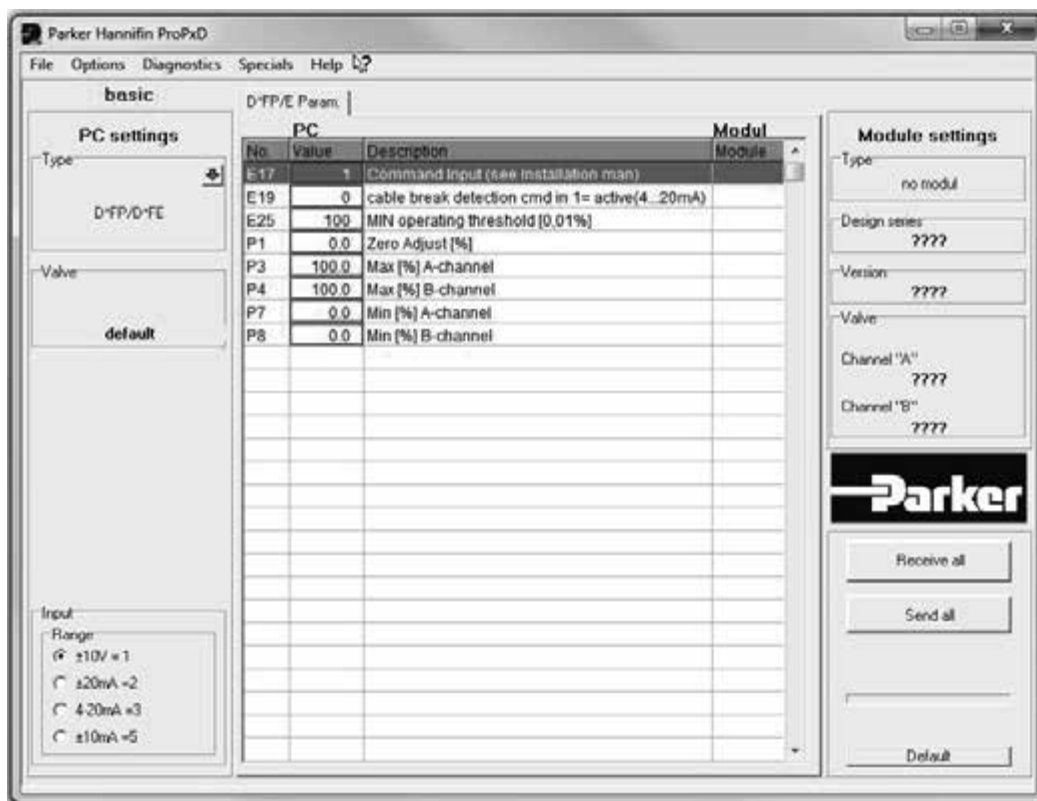 Parker Hannifin ProPxD
File Options Diagnostics Specials Help
basic
PC settings
Type
D*FP/D*FE
Valve
default
Input
Range
±10V = 1
±20mA =2
4-20mA =3
±10mA =5
D*FP/E Param.
PC Modul
No. Value Description Module
E17 1 Command Input (see Installation man)
E19 0 cable break detection cmd in 1= active(4...20mA)
E25 100 MIN operating threshold [0,01%]
P1 0.0 Zero Adjust [%]
P3 100.0 Max [%] A-channel
P4 100.0 Max [%] B-channel
P7 0.0 Min [%] A-channel
P8 0.0 Min [%] B-channel
Module settings
Type
no modul
Design series
????
Version
????
Valve
Channel "A"
????
Channel "B"
????
Parker
Receive all
Send all
Default